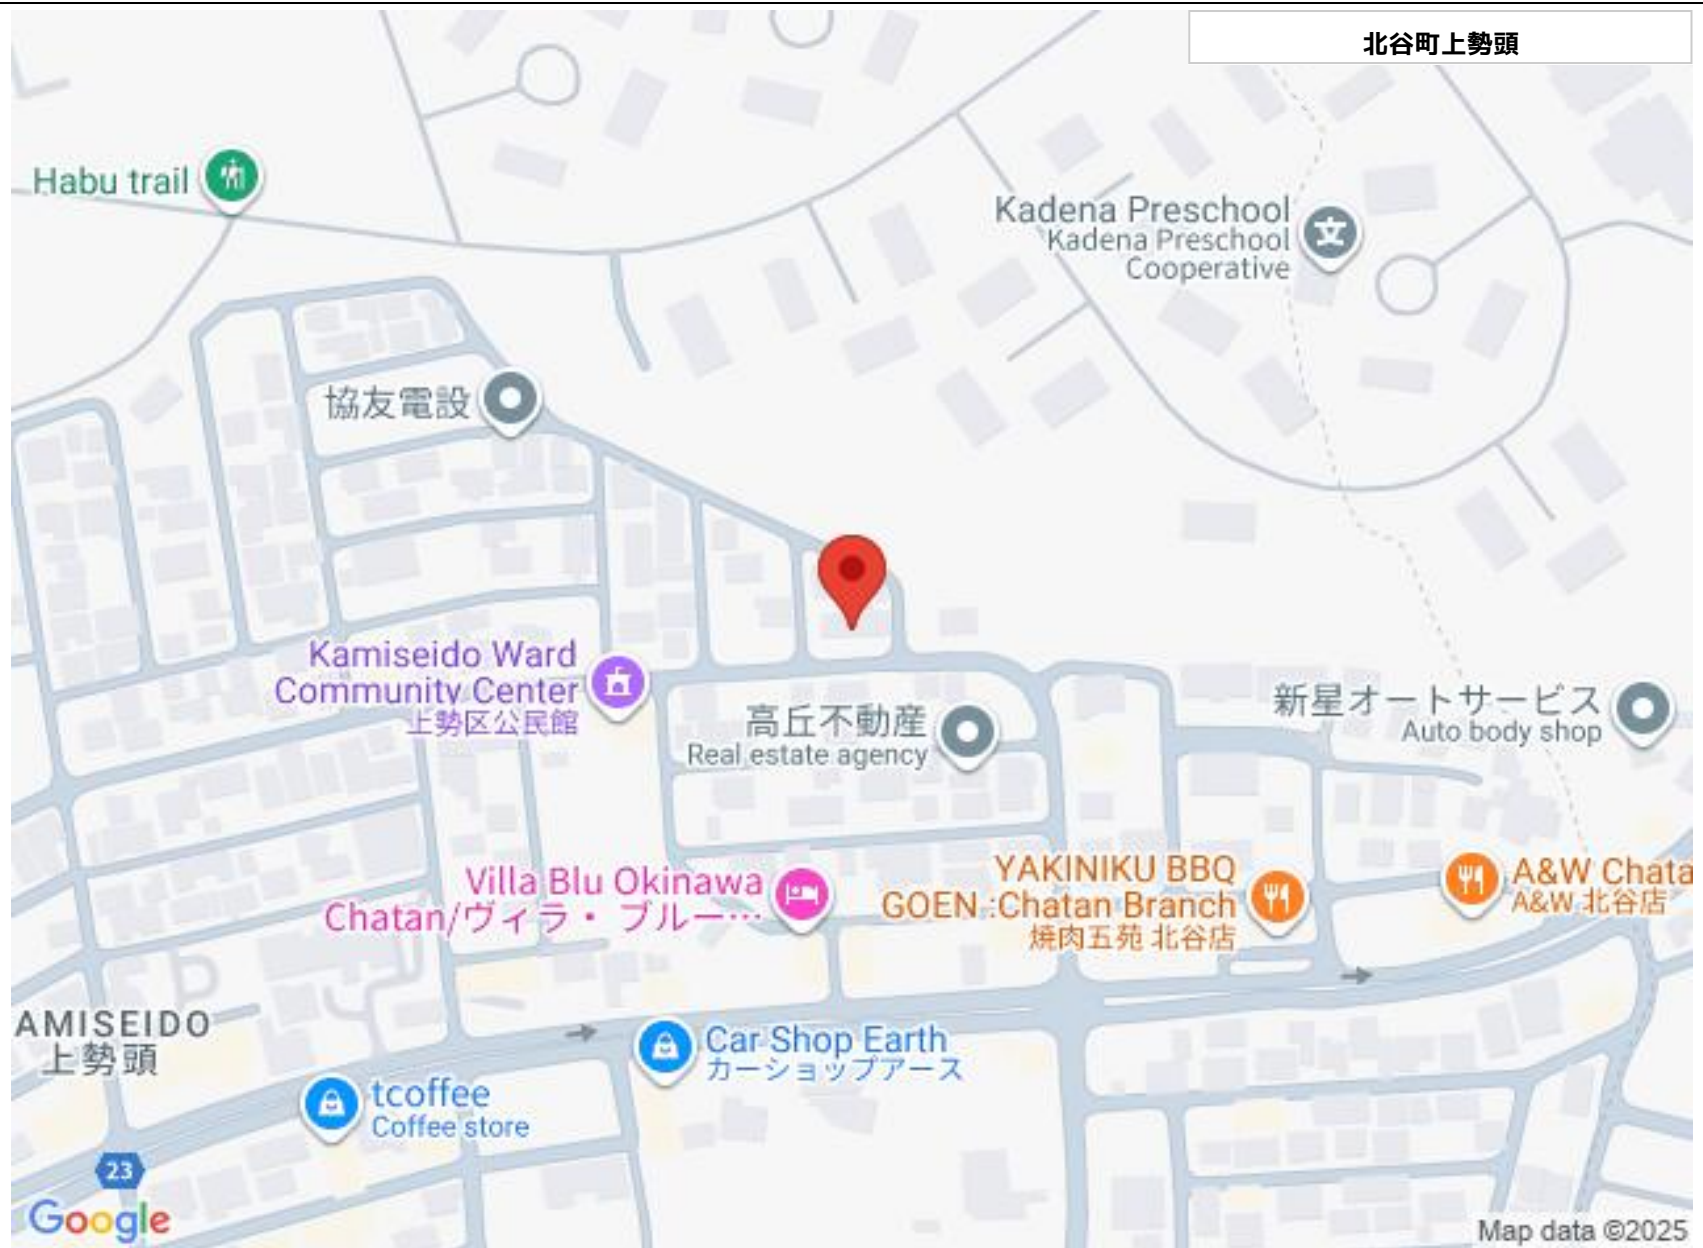 北谷町上勢頭
Habu trail
Kadena Preschool
Kadena Preschool
Cooperative
協友電設
Kamiseido Ward
Community Center
上勢区公民館
高丘不動産
Real estate agency
新星オートサービス
Auto body shop
Villa Blu Okinawa
Chatan/ヴィラ・ ブルー…
YAKINIKU BBQ
GOEN :Chatan Branch
焼肉五苑 北谷店
A&W Chata
A&W 北谷店
AMISEIDO
上勢頭
Car Shop Earth
カーショップアース
tcoffee
Coffee store
23
Google
Map data ©2025